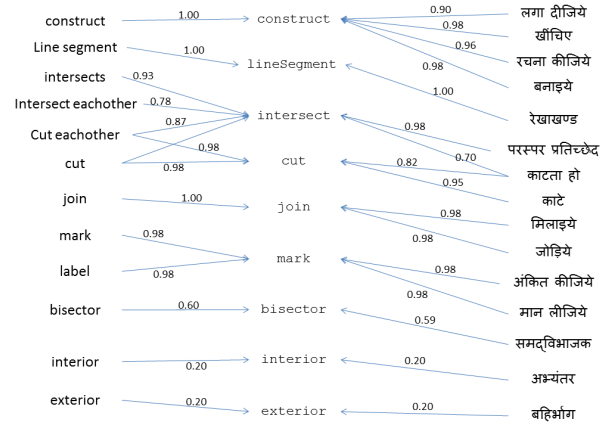 construct 1.00 construct 0.90 लगा दीजिये
0.98 खींचिए
Line segment 1.00 lineSegment 0.96 रचना कीजिये
0.98 बनाइये
intersects 0.93 1.00 रेखाखण्ड
Intersect eachother 0.78 intersect 0.98 परस्पर प्रतिच्छेद
Cut eachother 0.87 0.70 काटता हो
0.98 cut 0.82
cut 0.98 0.95 काटे
join 1.00 join 0.98 मिलाइये
0.98 जोड़िये
mark 0.98 mark 0.98 अंकित कीजिये
label 0.98 0.98 मान लीजिये
bisector 0.60 bisector 0.59 समद्विभाजक
interior 0.20 interior 0.20 अभ्यंतर
exterior 0.20 exterior 0.20 बहिर्भाग